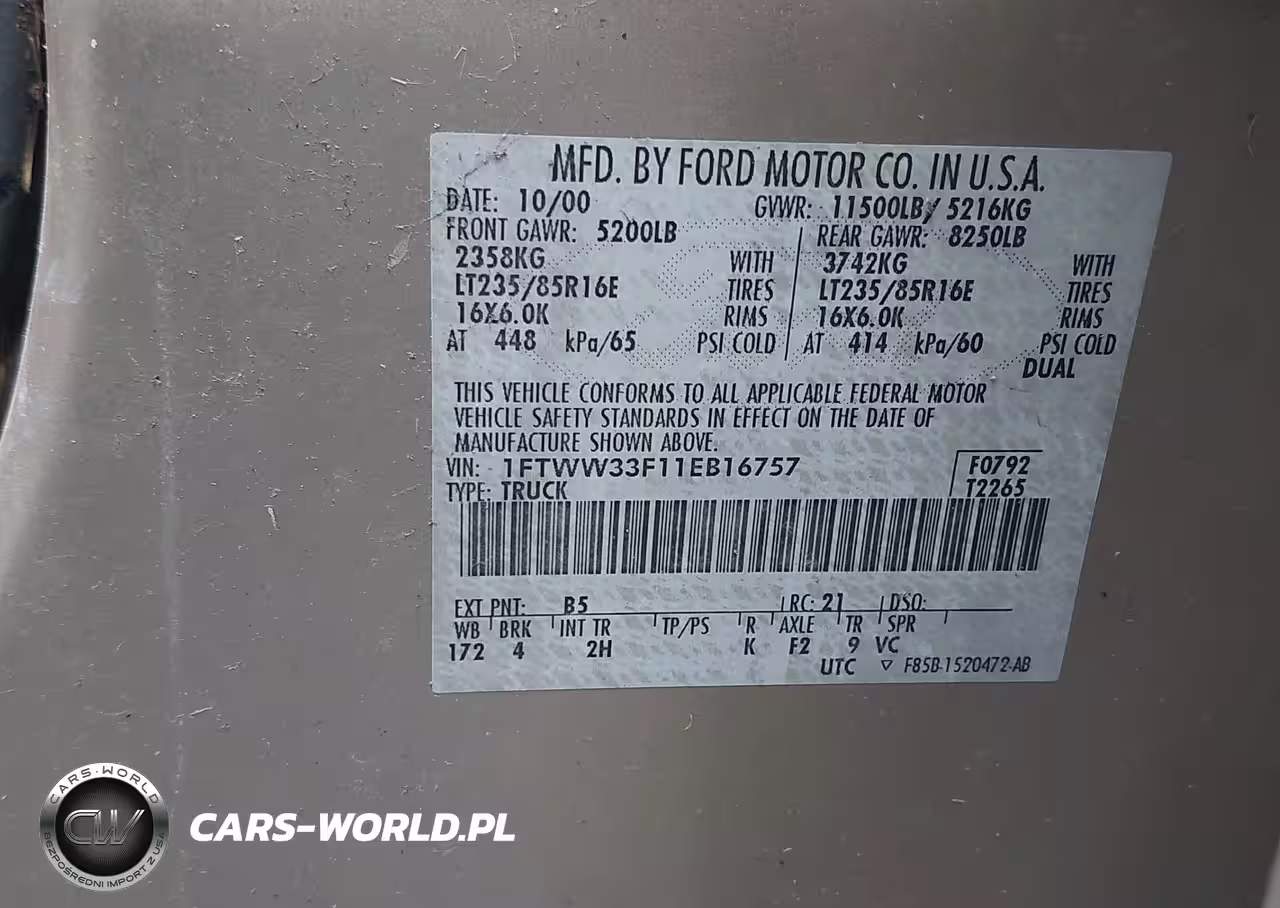 MFD. BY FORD MOTOR CO. IN U.S.A.
DATE: 10/00 GVWR: 11500LB/ 5216KG
FRONT GAWR: 5200LB REAR GAWR: 8250LB
2358KG WITH 3742KG WITH
LT235/85R16E TIRES LT235/85R16E TIRES
16X6.0K RIMS 16X6.0K RIMS
AT 448 kPa/65 PSI COLD AT 414 kPa/60 PSI COLD
DUAL
THIS VEHICLE CONFORMS TO ALL APPLICABLE FEDERAL MOTOR
VEHICLE SAFETY STANDARDS IN EFFECT ON THE DATE OF
MANUFACTURE SHOWN ABOVE.
VIN: 1FTWW33F11EB16757 F0792
TYPE: TRUCK T2265
EXT PNT: B5 RC: 21 DSO:
WB BRK INT TR TP/PS R AXLE TR SPR
172 4 2H K F2 9 VC
UTC ▽ F85B-1520472-AB
CARS-WORLD
CW
BEZPOŚREDNI IMPORT Z USA
CARS-WORLD.PL